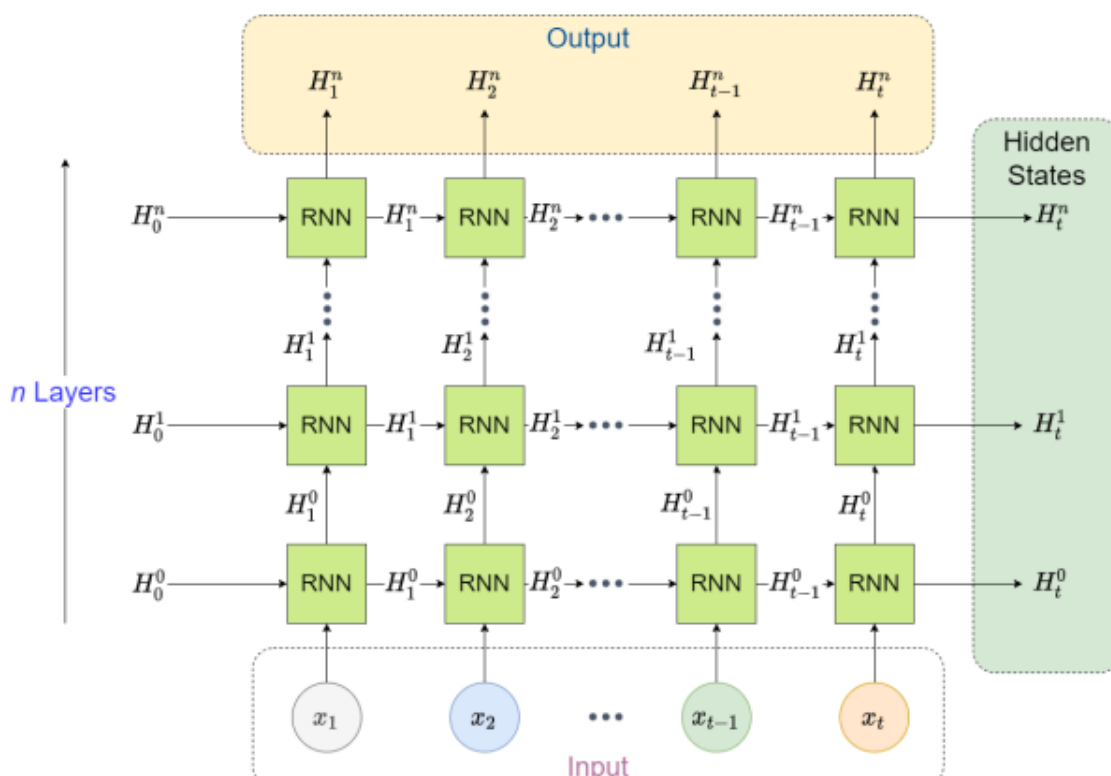 Output
$H_1^n$ $H_2^n$ $H_{t-1}^n$ $H_t^n$
Hidden
States
$H_0^n$ RNN $H_1^n$ RNN $H_2^n$ •••• RNN $H_{t-1}^n$ RNN $H_t^n$
$H_1^1$ $H_2^1$ $H_{t-1}^1$ $H_t^1$
n Layers
$H_0^1$ RNN $H_1^1$ RNN $H_2^1$ •••• RNN $H_{t-1}^1$ RNN $H_t^1$
$H_1^0$ $H_2^0$ $H_{t-1}^0$ $H_t^0$
$H_0^0$ RNN $H_1^0$ RNN $H_2^0$ •••• RNN $H_{t-1}^0$ RNN $H_t^0$
$x_1$ $x_2$ ••• $x_{t-1}$ $x_t$
Input